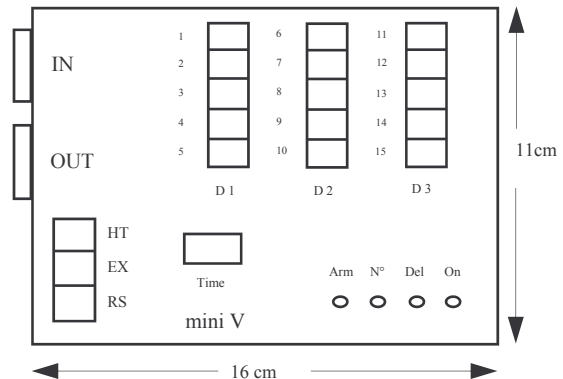 IN
OUT
1
2
3
4
5
D 1
6
7
8
9
10
D 2
11
12
13
14
15
D 3
11cm
HT
EX
RS
Time
mini V
Arm N° Del On
16 cm